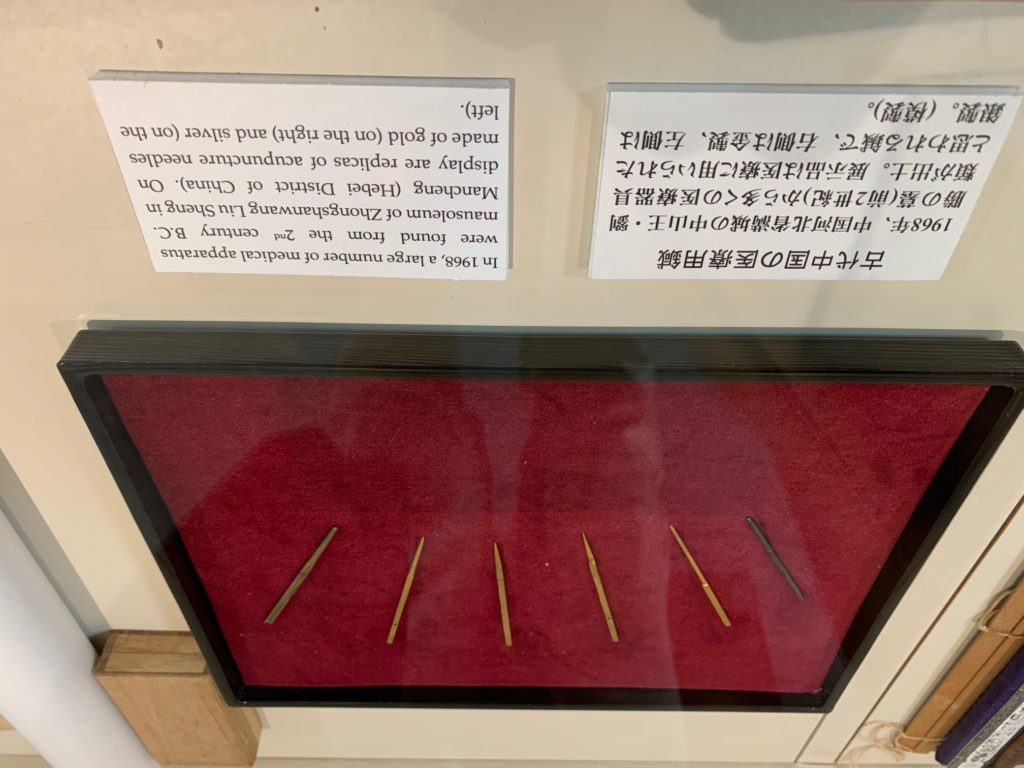 古代中国の医療用鍼
1968年、中国河北省満城の中山王・劉
勝の墓(前2世紀)から多くの医療器具
類が出土。展示品は医療に用いられた
と思われる鍼で、右側は金製、左側は
銀製。(模製)。
In 1968, a large number of medical apparatus
were found from the 2nd century B.C.
mausoleum of Zhongshanwang Liu Sheng in
Mancheng (Hebei District of China). On
display are replicas of acupuncture needles
made of gold (on the right) and silver (on the
left).